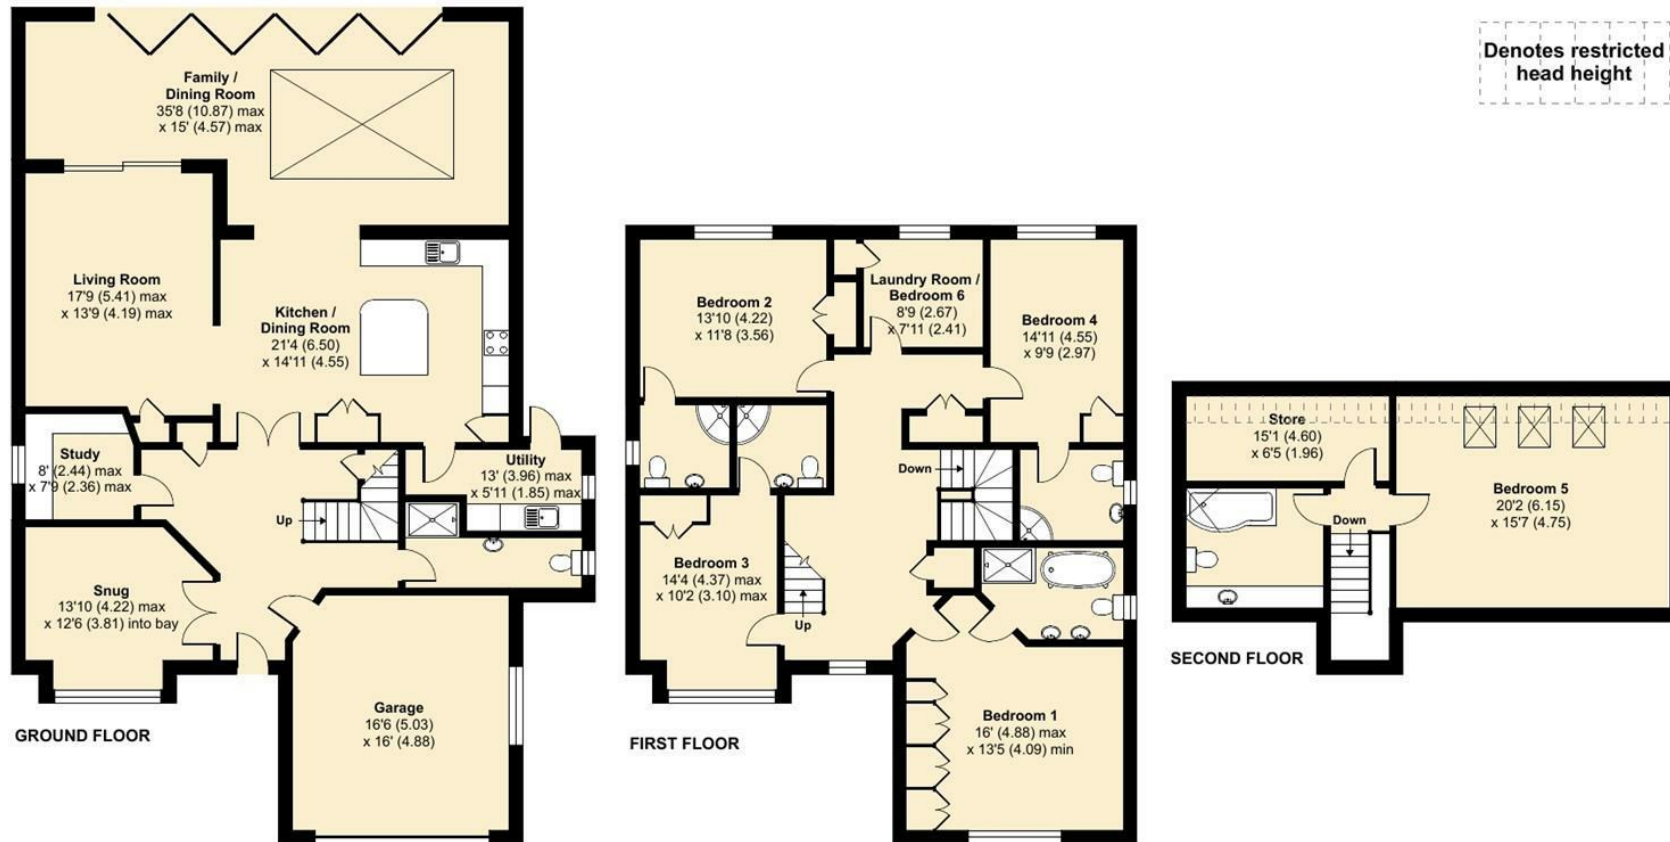 Denotes restricted
head height
Family /
Dining Room
35'8 (10.87) max
x 15' (4.57) max
Living Room
17'9 (5.41) max
x 13'9 (4.19) max
Kitchen /
Dining Room
21'4 (6.50)
x 14'11 (4.55)
Study
8' (2.44) max
x 7'9 (2.36) max
Utility
13' (3.96) max
x 5'11 (1.85) max
Up
Snug
13'10 (4.22) max
x 12'6 (3.81) into bay
Garage
16'6 (5.03)
x 16' (4.88)
GROUND FLOOR
Bedroom 2
13'10 (4.22)
x 11'8 (3.56)
Laundry Room /
Bedroom 6
8'9 (2.67)
x 7'11 (2.41)
Bedroom 4
14'11 (4.55)
x 9'9 (2.97)
Down
Bedroom 3
14'4 (4.37) max
x 10'2 (3.10) max
Up
Bedroom 1
16' (4.88) max
x 13'5 (4.09) min
FIRST FLOOR
Store
15'1 (4.60)
x 6'5 (1.96)
Bedroom 5
20'2 (6.15)
x 15'7 (4.75)
Down
SECOND FLOOR